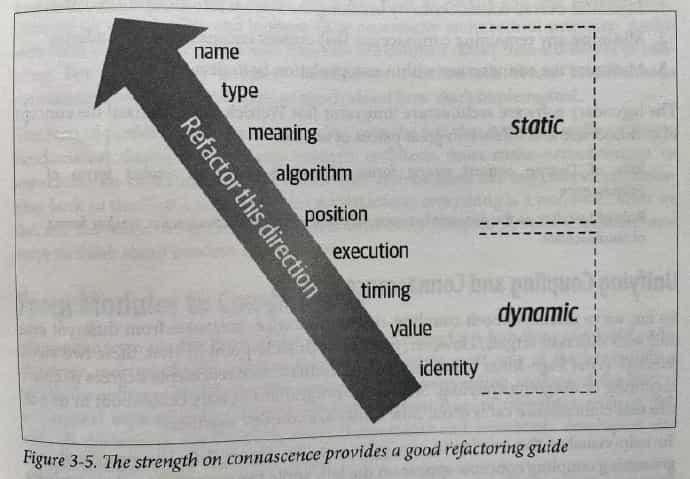 name
type
meaning
algorithm
position
execution
timing
value
identity
Refactor this direction
static
dynamic
Figure 3-5. The strength on connascence provides a good refactoring guide